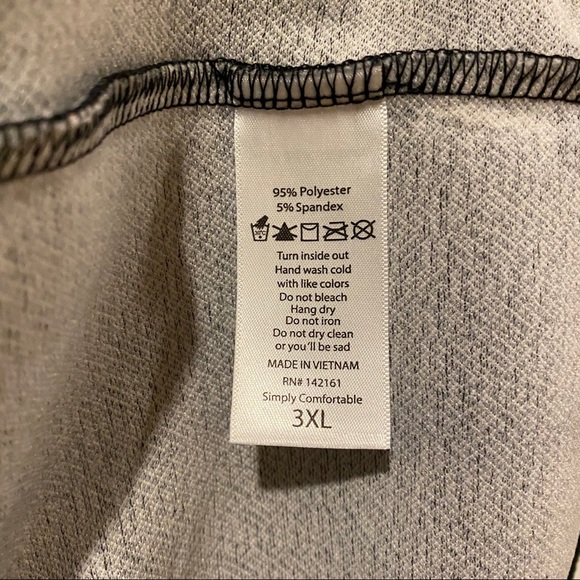 95% Polyester
5% Spandex
30°C
Turn inside out
Hand wash cold
with like colors
Do not bleach
Hang dry
Do not iron
Do not dry clean
or you'll be sad
MADE IN VIETNAM
RN# 142161
Simply Comfortable
3XL